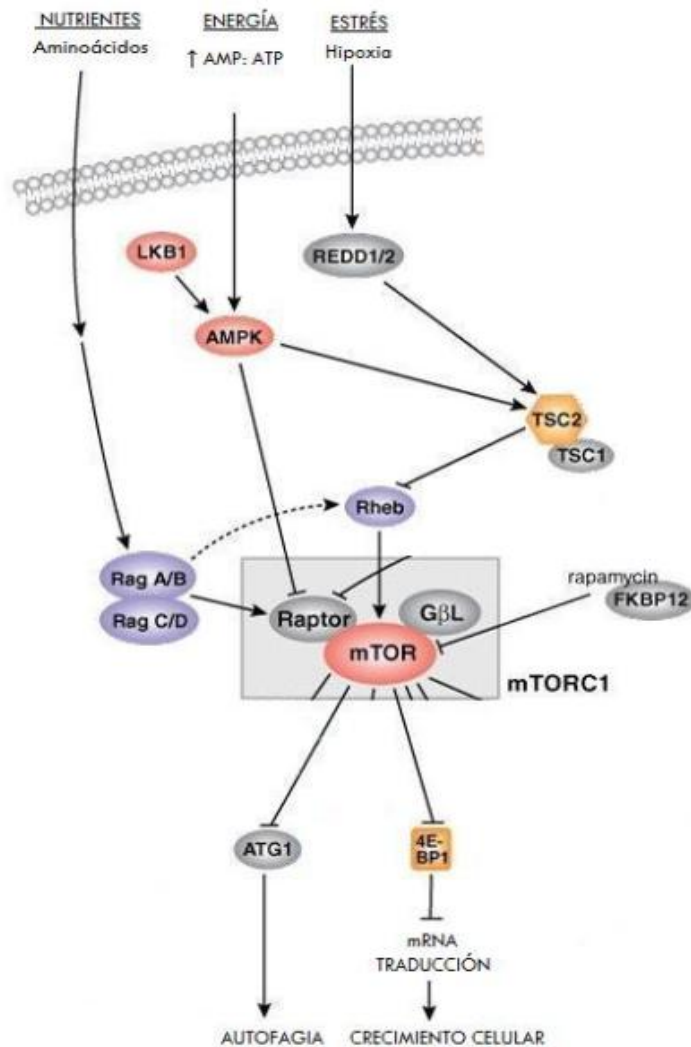 NUTRIENTES
Aminoácidos
ENERGÍA
↑ AMP: ATP
ESTRÉS
Hipoxia
LKB1
REDD1/2
AMPK
TSC2
TSC1
Rheb
Rag A/B
Rag C/D
Raptor
GβL
mTOR
rapamycin
FKBP12
mTORC1
ATG1
4E-
BP1
mRNA
TRADUCCIÓN
AUTOFAGIA
CRECIMIENTO CELULAR